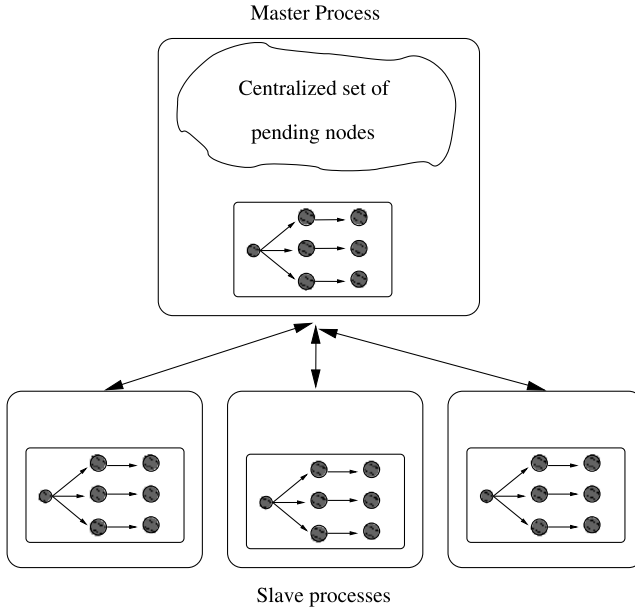 Master Process
Centralized set of
pending nodes
Slave processes